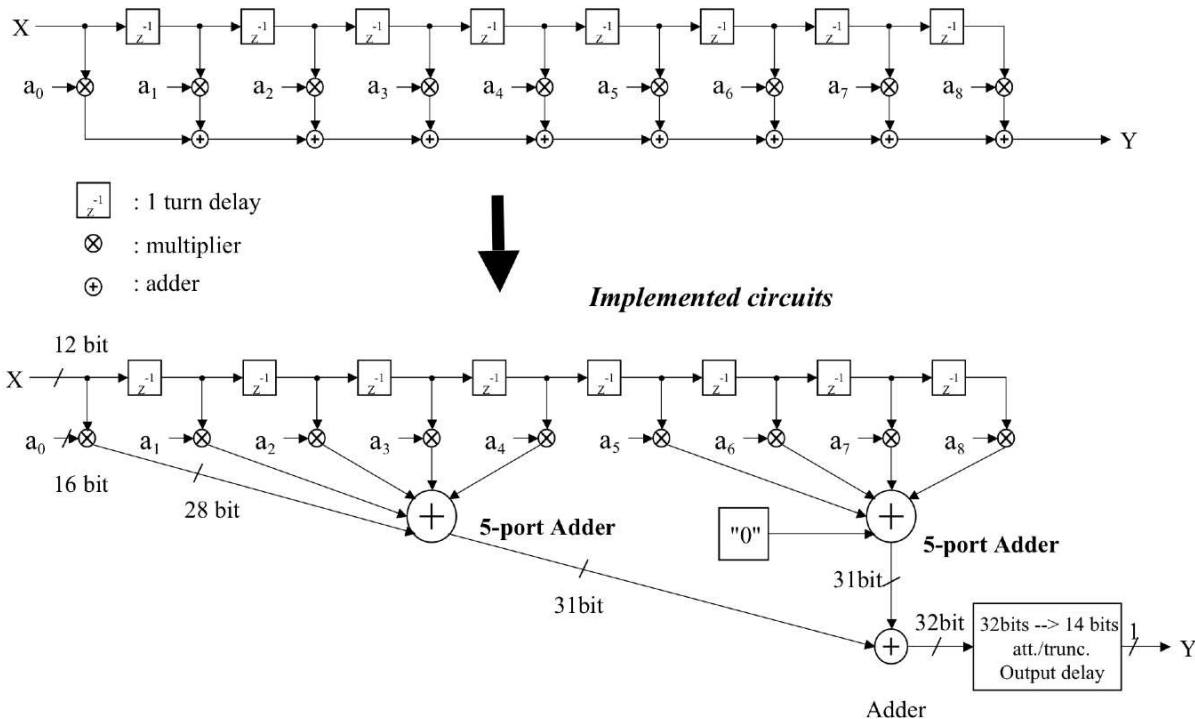 X z-1 z-1 z-1 z-1 z-1 z-1 z-1 z-1
a0 a1 a2 a3 a4 a5 a6 a7 a8
Y
z-1 : 1 turn delay
: multiplier
: adder
Implemented circuits
12 bit
X z-1 z-1 z-1 z-1 z-1 z-1 z-1 z-1
a0 a1 a2 a3 a4 a5 a6 a7 a8
16 bit
28 bit
5-port Adder
"0"
5-port Adder
31bit
31bit
32bit
32bits --> 14 bits
att./trunc.
Output delay
1
Y
Adder